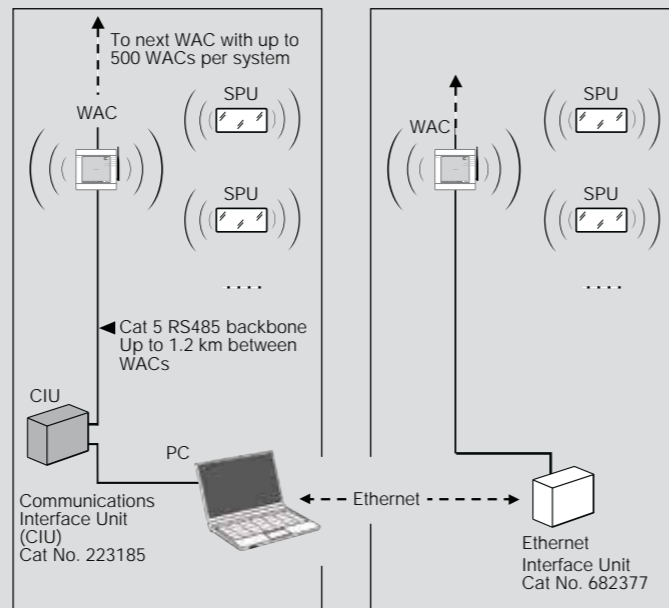 To next WAC with up to
500 WACs per system
WAC
SPU
SPU
. . . .
Cat 5 RS485 backbone
Up to 1.2 km between
WACs
CIU
PC
Communications
Interface Unit
(CIU)
Cat No. 223185
Ethernet
WAC
SPU
SPU
. . . .
Ethernet
Interface Unit
Cat No. 682377